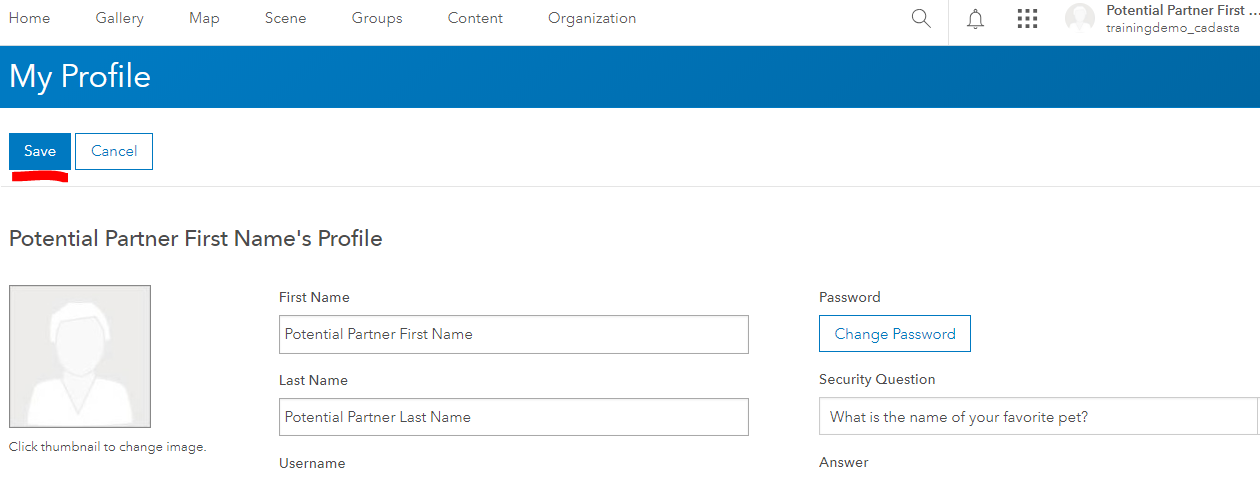 Home Gallery Map Scene Groups Content Organization
Potential Partner First ...
trainingdemo_cadasta
My Profile
Save Cancel
Potential Partner First Name's Profile
Click thumbnail to change image.
First Name
Potential Partner First Name
Last Name
Potential Partner Last Name
Username
Password
Change Password
Security Question
What is the name of your favorite pet?
Answer